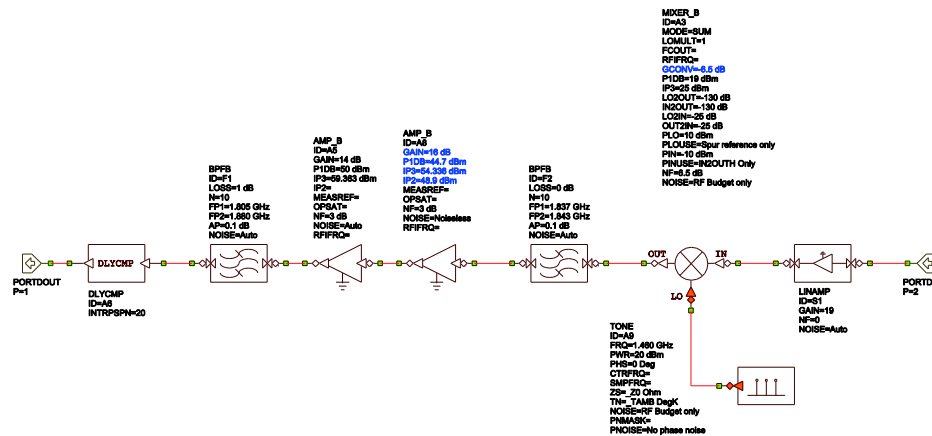 MIXER_B
ID=A3
MODE=SUM
LOMULT=1
FCOUT=
RFIFRQ=
GCONV=-6.5 dB
P1DB=19 dBm
IP3=25 dBm
LO2OUT=-130 dB
IN2OUT=-130 dB
LO2IN=-25 dB
OUT2IN=-25 dB
PLO=10 dBm
PLOUSE=Spur reference only
PIN=-10 dBm
PINUSE=IN2OUTH Only
NF=6.5 dB
NOISE=RF Budget only
AMP_B
ID=A8
GAIN=16 dB
P1DB=44.7 dBm
IP3=54.336 dBm
IP2=48.9 dBm
MEASREF=
OPSAT=
NF=3 dB
NOISE=Noiseless
RFIFRQ=
AMP_B
ID=A5
GAIN=14 dB
P1DB=50 dBm
IP3=59.363 dBm
IP2=
MEASREF=
OPSAT=
NF=3 dB
NOISE=Auto
RFIFRQ=
BPFB
ID=F1
LOSS=1 dB
N=10
FP1=1.805 GHz
FP2=1.880 GHz
AP=0.1 dB
NOISE=Auto
BPFB
ID=F2
LOSS=0 dB
N=10
FP1=1.837 GHz
FP2=1.843 GHz
AP=0.1 dB
NOISE=Auto
DLYCMP
OUT
IN
LO
PORTDOUT
P=1
DLYCMP
ID=A6
INTRPSPN=20
LINAMP
ID=S1
GAIN=19
NF=0
NOISE=Auto
PORTD
P=2
TONE
ID=A9
FRQ=1.460 GHz
PWR=20 dBm
PHS=0 Deg
CTRFRQ=
SMPFRQ=
ZS=_Z0 Ohm
TN=_TAMB DegK
NOISE=RF Budget only
PNMASK=
PNOISE=No phase noise